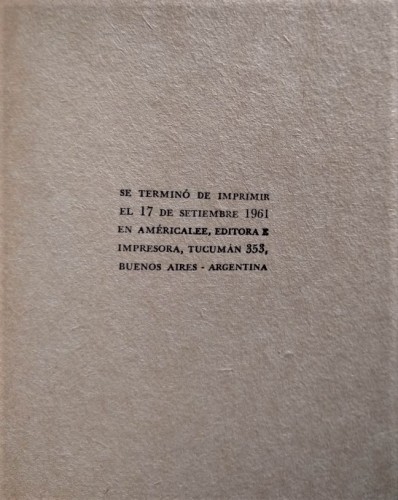 SE TERMINÓ DE IMPRIMIR
EL 17 DE SETIEMBRE 1961
EN AMÉRICALEE, EDITORA E
IMPRESORA, TUCUMÁN 353,
BUENOS AIRES - ARGENTINA